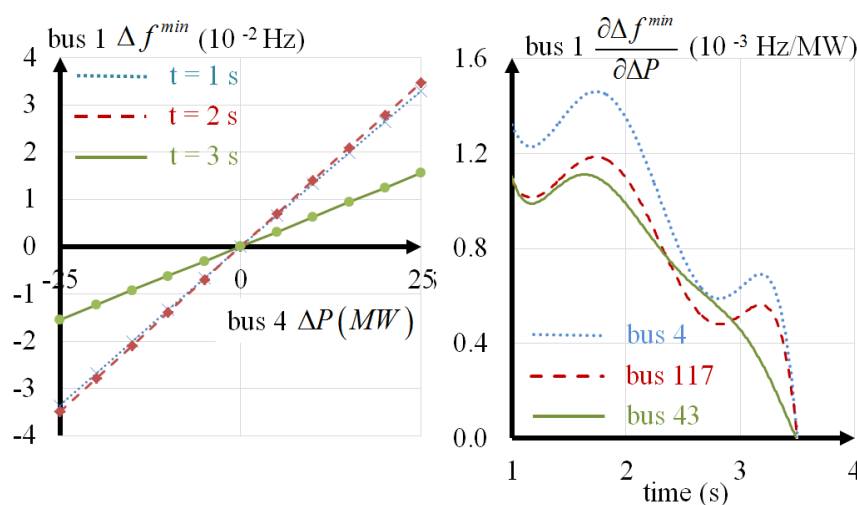 bus 1 Δf^min (10 -2 Hz)
4
3
2
1
0
-1
-2
-3
-4
t = 1 s
t = 2 s
t = 3 s
-25
0
25
bus 4 ΔP(MW)
bus 1 ∂Δf^min / ∂ΔP (10 -3 Hz/MW)
1.6
1.2
0.8
0.4
0.0
bus 4
bus 117
bus 43
1
2
3
4
time (s)